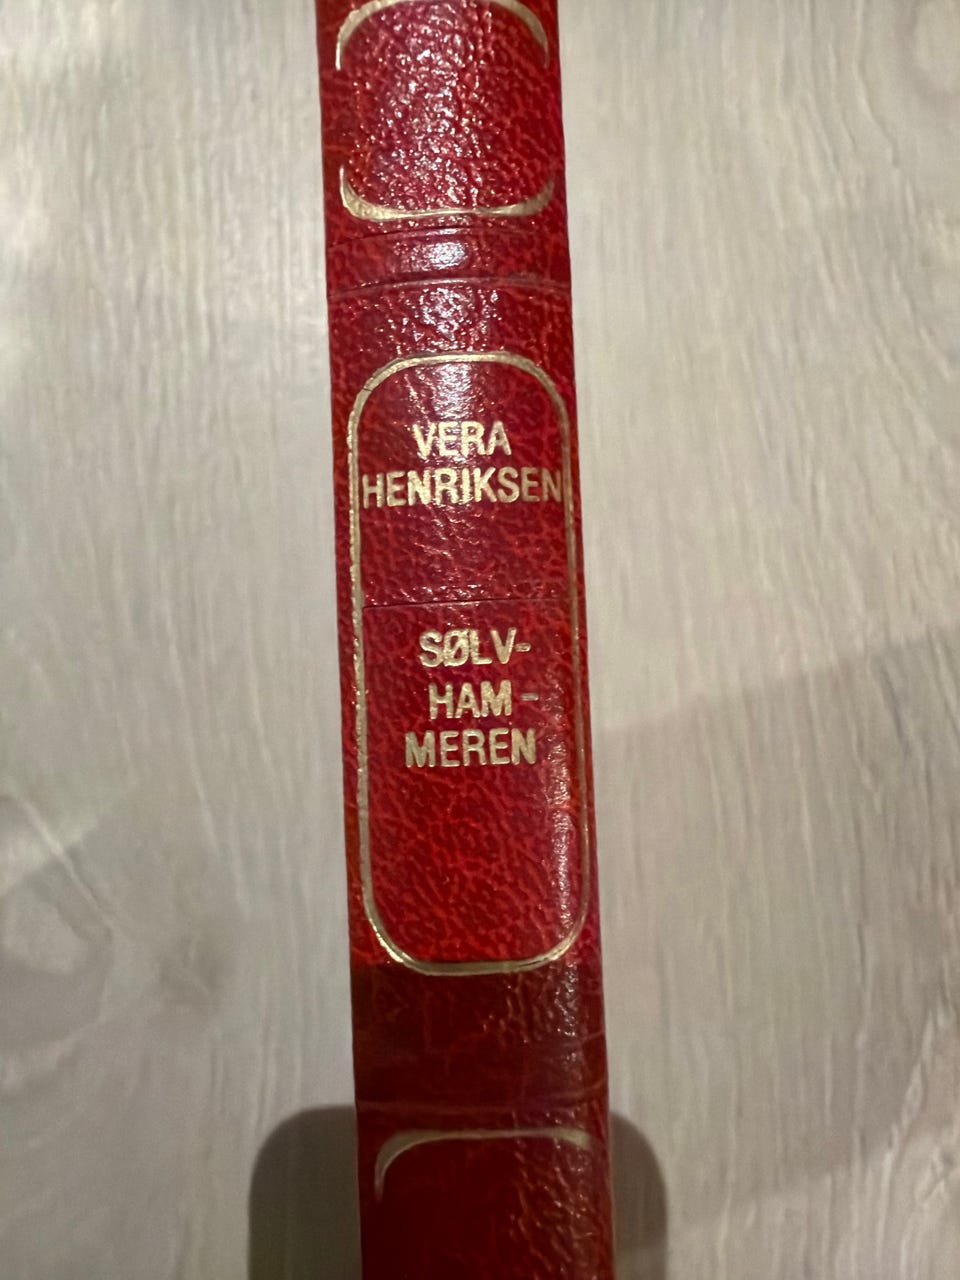 VERA
HENRIKSEN
SØLV-
HAM-
MEREN